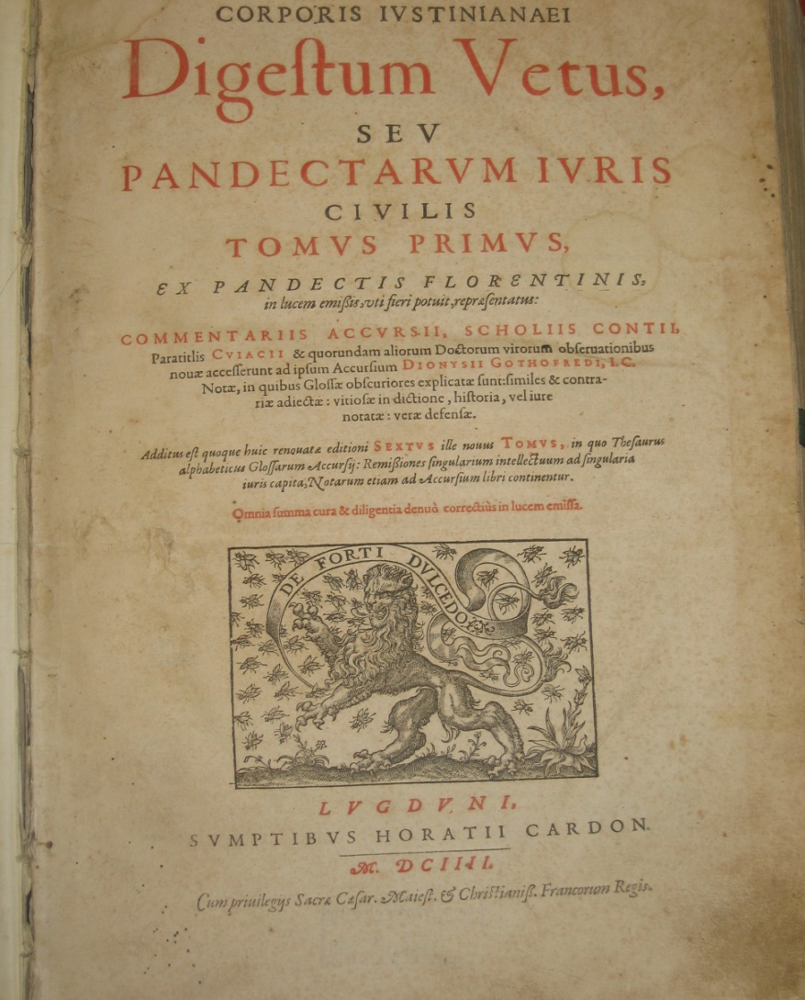 CORPORIS IVSTINIANAEI
Digeſtum Vetus,
SEV
PANDECTARVM IVRIS
CIVILIS
TOMVS PRIMVS,
EX PANDECTIS FLORENTINIS,
in lucem emißis, vti fieri potuit, repræſentatus:
COMMENTARIIS ACCVRSII, SCHOLIIS CONTII,
Paratitlis CVIACII & quorundam aliorum Doctorum virorum obſeruationibus
nouæ acceſſerunt ad ipſum Accurſium DIONYSII GOTHOFREDI, I.C.
Notæ, in quibus Gloſſæ obſcuriores explicatæ ſunt: ſimiles & contra-
riæ adiectæ: vitioſæ in dictione, hiſtoria, vel iure
notatæ: veræ defenſæ.
Additus eſt quoque huic renouatæ editioni SEXTVS ille nouus TOMVS, in quo Theſaurus
alphabeticus Gloſſarum Accurſij: Remißiones ſingularium intellectuum ad ſingularia
iuris capita, Notarum etiam ad Accurſium libri continentur.
Omnia ſumma cura & diligentia denuò correctiùs in lucem emiſſa.
DE FORTI DVLCEDO
LVGDVNI,
SVMPTIBVS HORATII CARDON.
M. DCIIII.
Cum priuilegijs Sacræ Cæſar. Maieſt. & Chriſtianiſſ. Francorum Regis.